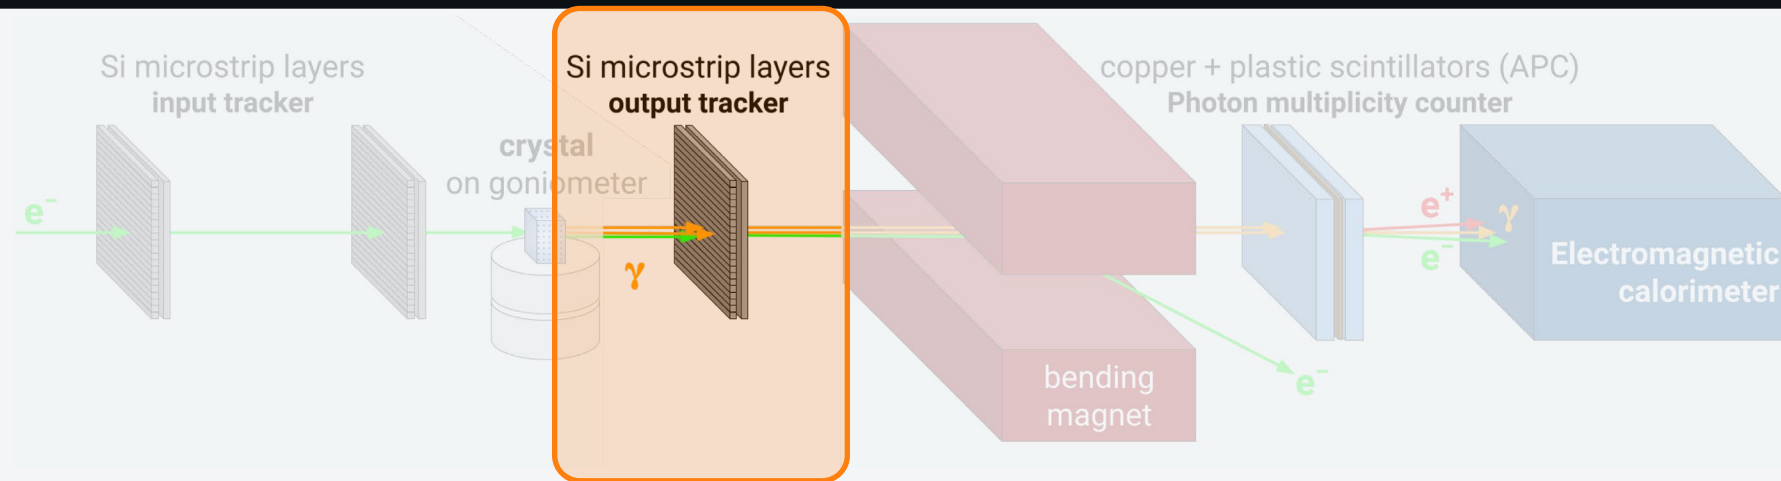 Si microstrip layers
input tracker
e⁻
crystal
on goniometer
Si microstrip layers
output tracker
γ
bending
magnet
e⁻
copper + plastic scintillators (APC)
Photon multiplicity counter
e⁺
γ
e⁻
Electromagnetic
calorimeter